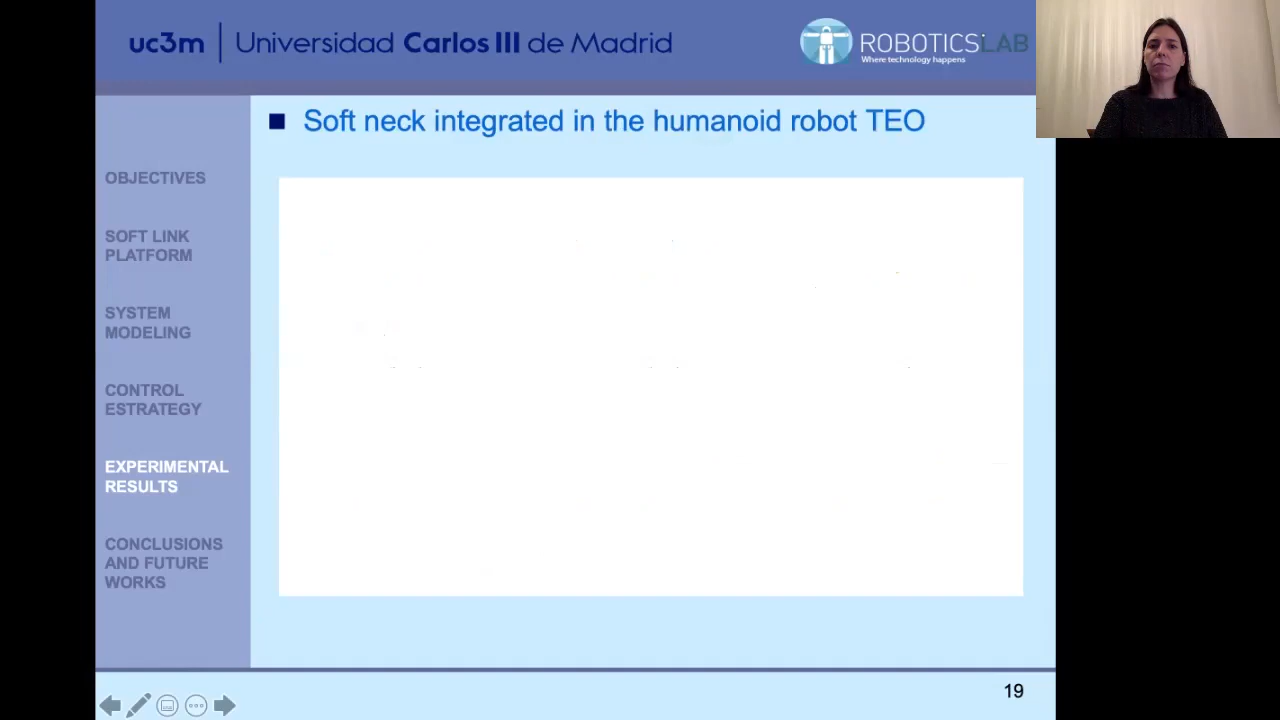 uc3m | Universidad Carlos III de Madrid
ROBOTICSLAB
Where technology happens
Soft neck integrated in the humanoid robot TEO
OBJECTIVES
SOFT LINK
PLATFORM
SYSTEM
MODELING
CONTROL
ESTRATEGY
EXPERIMENTAL
RESULTS
CONCLUSIONS
AND FUTURE
WORKS
19